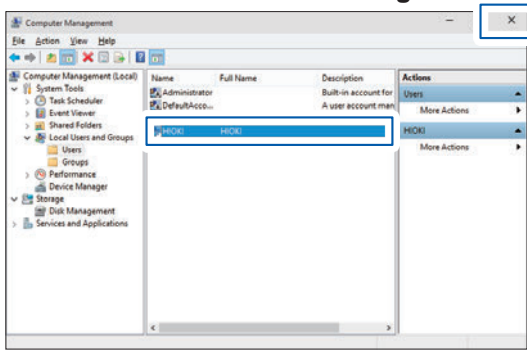 Computer Management
File Action View Help
Computer Management (Local)
System Tools
Task Scheduler
Event Viewer
Shared Folders
Local Users and Groups
Users
Groups
Performance
Device Manager
Storage
Disk Management
Services and Applications
Name Full Name Description
Administrator Built-in account for
DefaultAcco... A user account man
HIOKI HIOKI
Actions
Users
More Actions
HIOKI
More Actions